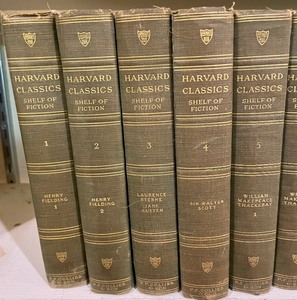 HARVARD
CLASSICS
SHELF OF
FICTION
1
HENRY
FIELDING
1
HARVARD
CLASSICS
SHELF OF
FICTION
2
HENRY
FIELDING
2
HARVARD
CLASSICS
SHELF OF
FICTION
3
LAURENCE
STERNE
JANE
AUSTEN
HARVARD
CLASSICS
SHELF OF
FICTION
4
SIR WALTER
SCOTT
HARVARD
CLASSICS
SHELF OF
FICTION
5
WILLIAM
MAKEPEACE
THACKERAY
1